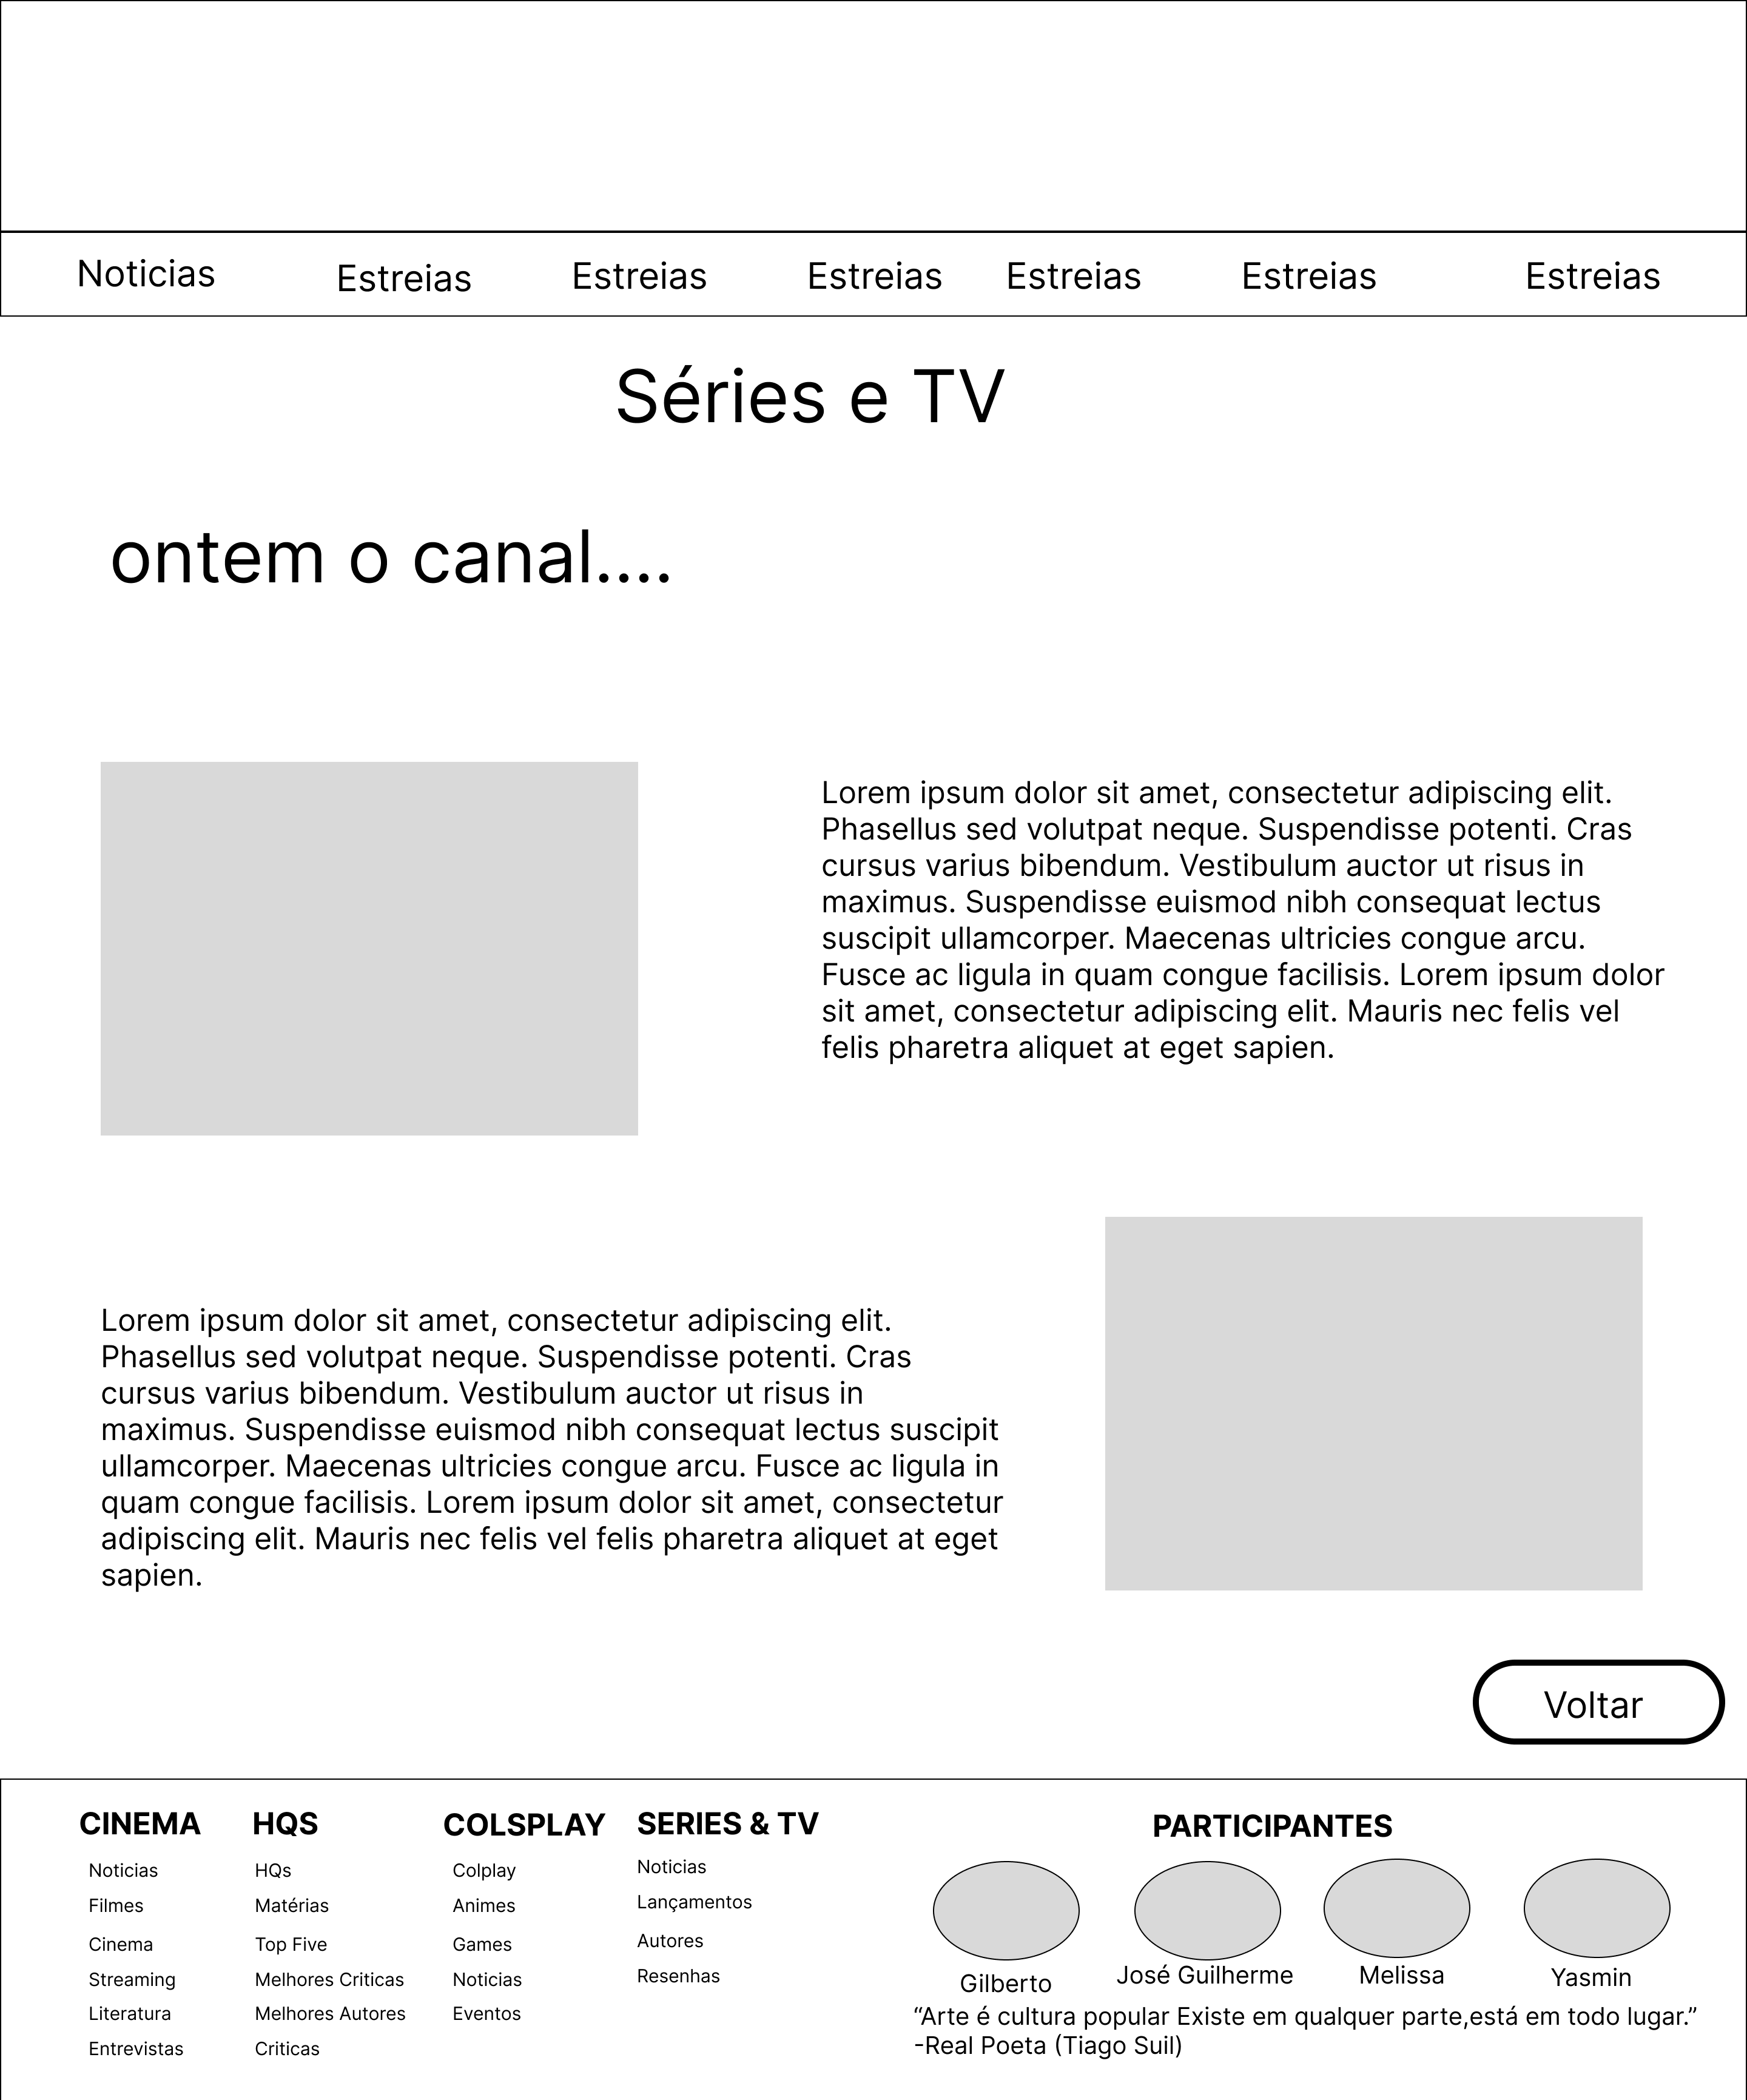 Noticias
Estreias
Estreias
Estreias
Estreias
Estreias
Estreias
Séries e TV
ontem o canal....
Lorem ipsum dolor sit amet, consectetur adipiscing elit.
Phasellus sed volutpat neque. Suspendisse potenti. Cras
cursus varius bibendum. Vestibulum auctor ut risus in
maximus. Suspendisse euismod nibh consequat lectus
suscipit ullamcorper. Maecenas ultricies congue arcu.
Fusce ac ligula in quam congue facilisis. Lorem ipsum dolor
sit amet, consectetur adipiscing elit. Mauris nec felis vel
felis pharetra aliquet at eget sapien.
Lorem ipsum dolor sit amet, consectetur adipiscing elit.
Phasellus sed volutpat neque. Suspendisse potenti. Cras
cursus varius bibendum. Vestibulum auctor ut risus in
maximus. Suspendisse euismod nibh consequat lectus suscipit
ullamcorper. Maecenas ultricies congue arcu. Fusce ac ligula in
quam congue facilisis. Lorem ipsum dolor sit amet, consectetur
adipiscing elit. Mauris nec felis vel felis pharetra aliquet at eget
sapien.
Voltar
CINEMA
Noticias
Filmes
Cinema
Streaming
Literatura
Entrevistas
HQS
HQs
Matérias
Top Five
Melhores Criticas
Melhores Autores
Criticas
COLSPLAY
Colplay
Animes
Games
Noticias
Eventos
SERIES & TV
Noticias
Lançamentos
Autores
Resenhas
PARTICIPANTES
Gilberto
José Guilherme
Melissa
Yasmin
“Arte é cultura popular Existe em qualquer parte,está em todo lugar.”
-Real Poeta (Tiago Suil)